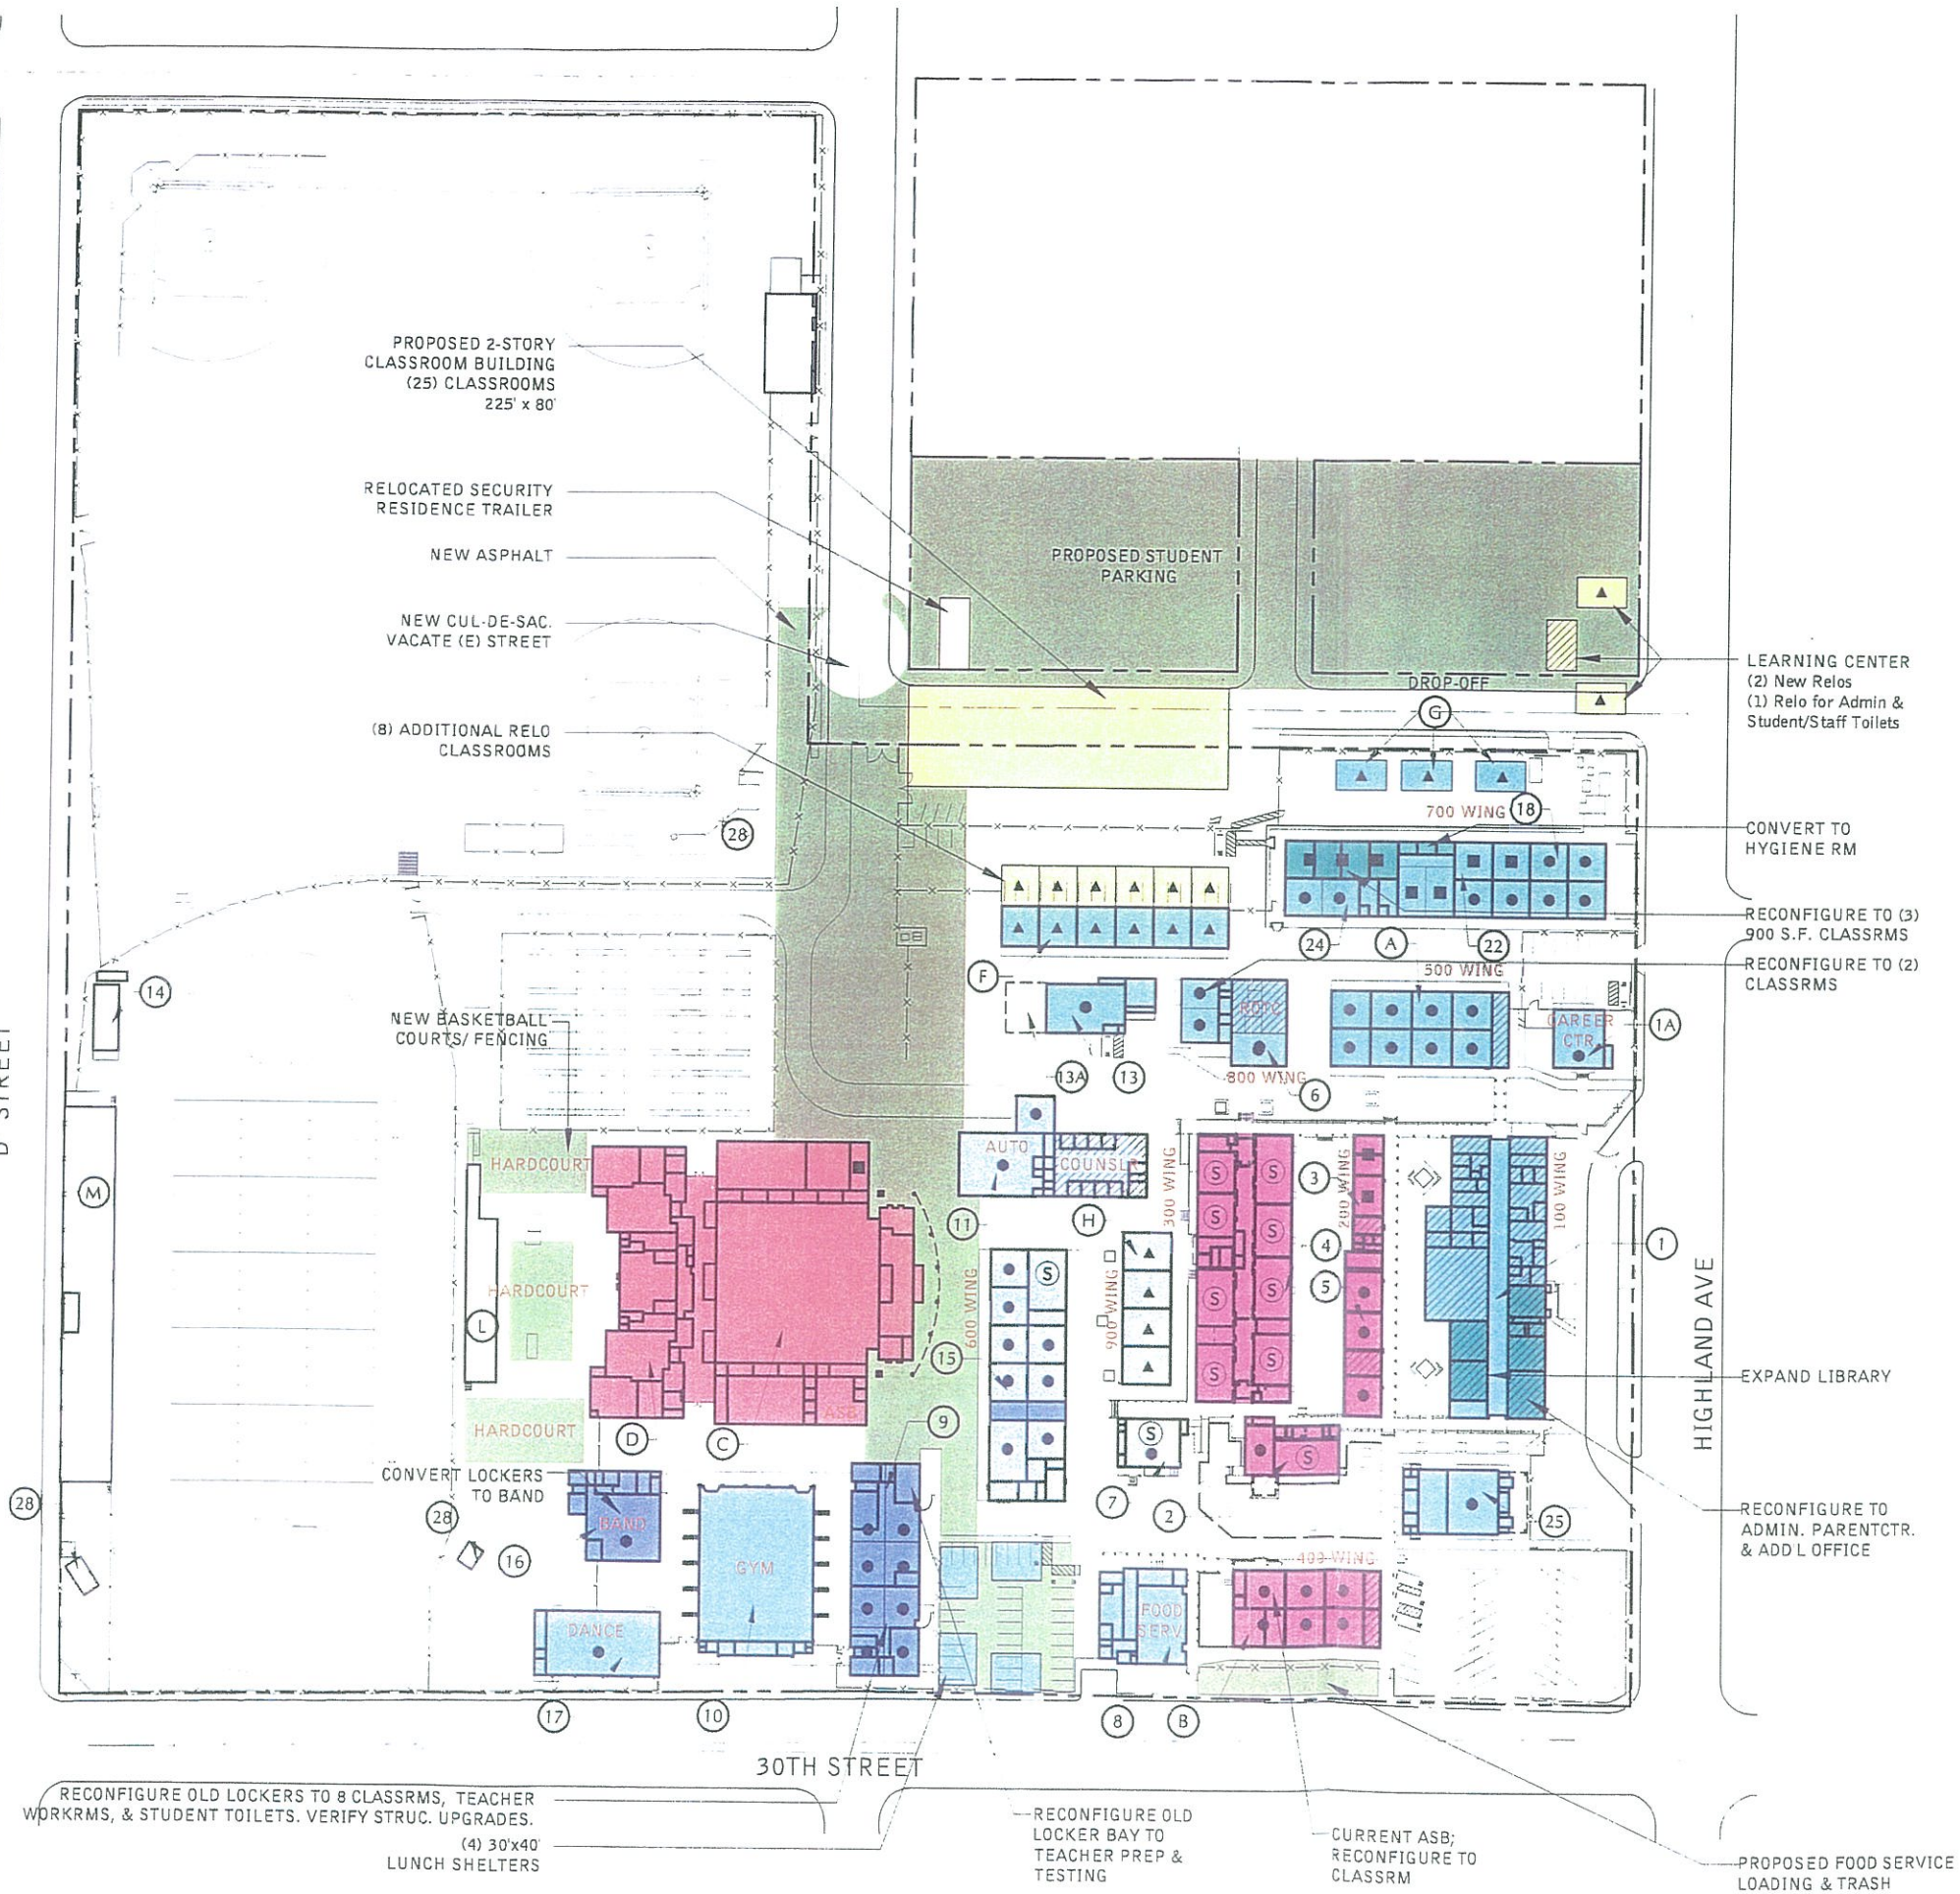 PROPOSED 2-STORY
CLASSROOM BUILDING
(25) CLASSROOMS
225' x 80'
RELOCATED SECURITY
RESIDENCE TRAILER
NEW ASPHALT
NEW CUL-DE-SAC.
VACATE (E) STREET
(8) ADDITIONAL RELO
CLASSROOMS
PROPOSED STUDENT
PARKING
DROP-OFF
G
LEARNING CENTER
(2) New Relos
(1) Relo for Admin &
Student/Staff Toilets
700 WING
18
CONVERT TO
HYGIENE RM
28
RECONFIGURE TO (3)
900 S.F. CLASSRMS
24
A
22
500 WING
RECONFIGURE TO (2)
CLASSRMS
F
14
NEW BASKETBALL
COURTS/ FENCING
ROTC
CAREER
CTR
1A
13A
13
800 WING
6
D STREET
M
HARDCOURT
AUTO
COUNSLR
H
11
300 WING
S
S
S
S
S
S
S
S
3
200 WING
4
5
100 WING
1
HARDCOURT
L
600 WING
S
15
900 WING
HIGHLAND AVE
EXPAND LIBRARY
HARDCOURT
D
C
ASB
9
S
S
7
2
25
CONVERT LOCKERS
TO BAND
28
28
BAND
16
GYM
DANCE
400 WING
FOOD
SERV
RECONFIGURE TO
ADMIN. PARENTCTR.
& ADD'L OFFICE
17
10
8
B
30TH STREET
RECONFIGURE OLD LOCKERS TO 8 CLASSRMS, TEACHER
WORKRMS, & STUDENT TOILETS. VERIFY STRUC. UPGRADES.
(4) 30'x40'
LUNCH SHELTERS
RECONFIGURE OLD
LOCKER BAY TO
TEACHER PREP &
TESTING
CURRENT ASB;
RECONFIGURE TO
CLASSRM
PROPOSED FOOD SERVICE
LOADING & TRASH